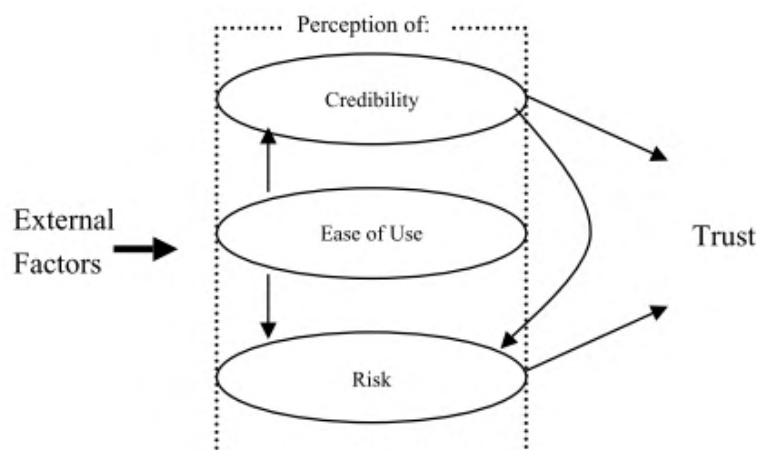 Perception of:
Credibility
External
Factors
Ease of Use
Trust
Risk